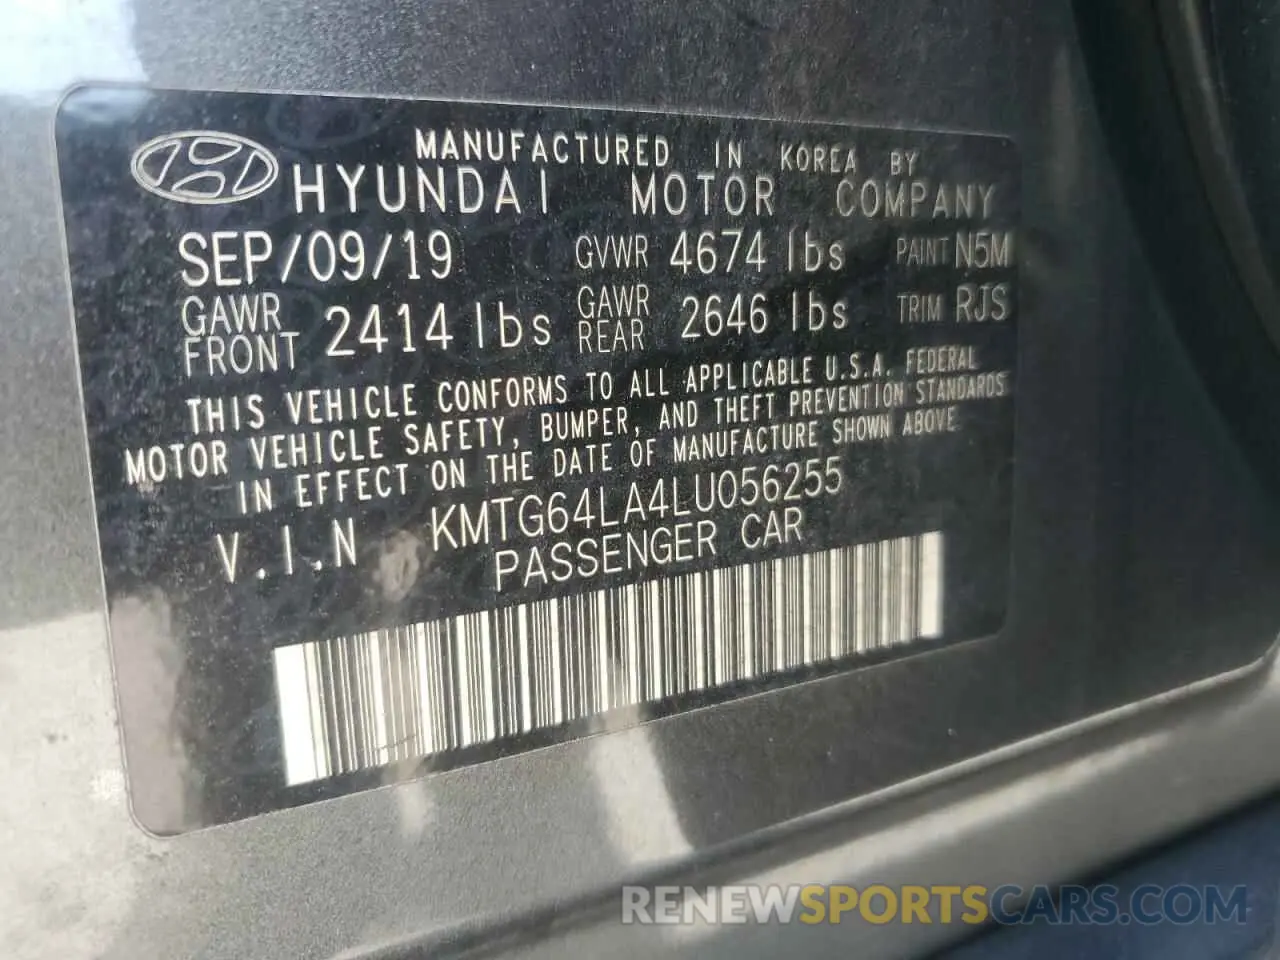 MANUFACTURED IN KOREA BY
HYUNDAI MOTOR COMPANY
SEP/09/19 GVWR 4674 lbs PAINT N5M
GAWR FRONT 2414 lbs GAWR REAR 2646 lbs TRIM RJS
THIS VEHICLE CONFORMS TO ALL APPLICABLE U.S.A. FEDERAL
MOTOR VEHICLE SAFETY, BUMPER, AND THEFT PREVENTION STANDARDS
IN EFFECT ON THE DATE OF MANUFACTURE SHOWN ABOVE
V.I.N KMTG64LA4LU056255
PASSENGER CAR
RENEWSPORTSCARS.COM